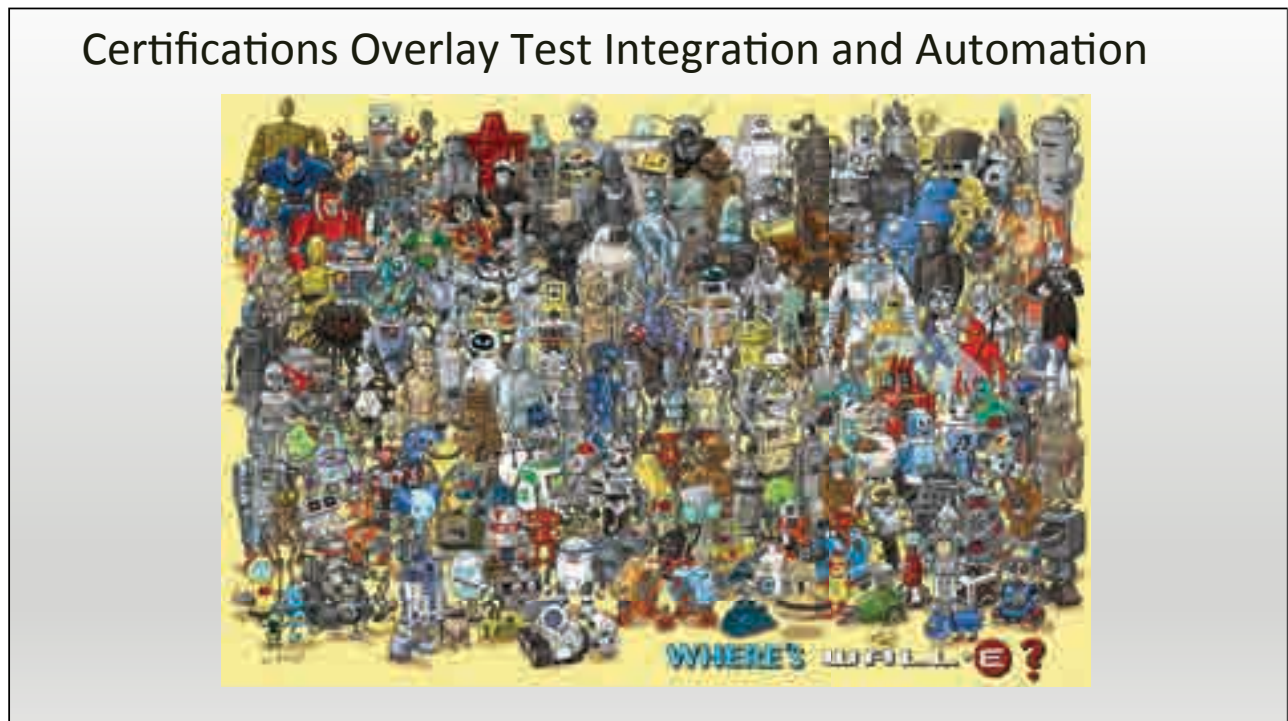 Certifications Overlay Test Integration and Automation
WHERE'S WALL•E?